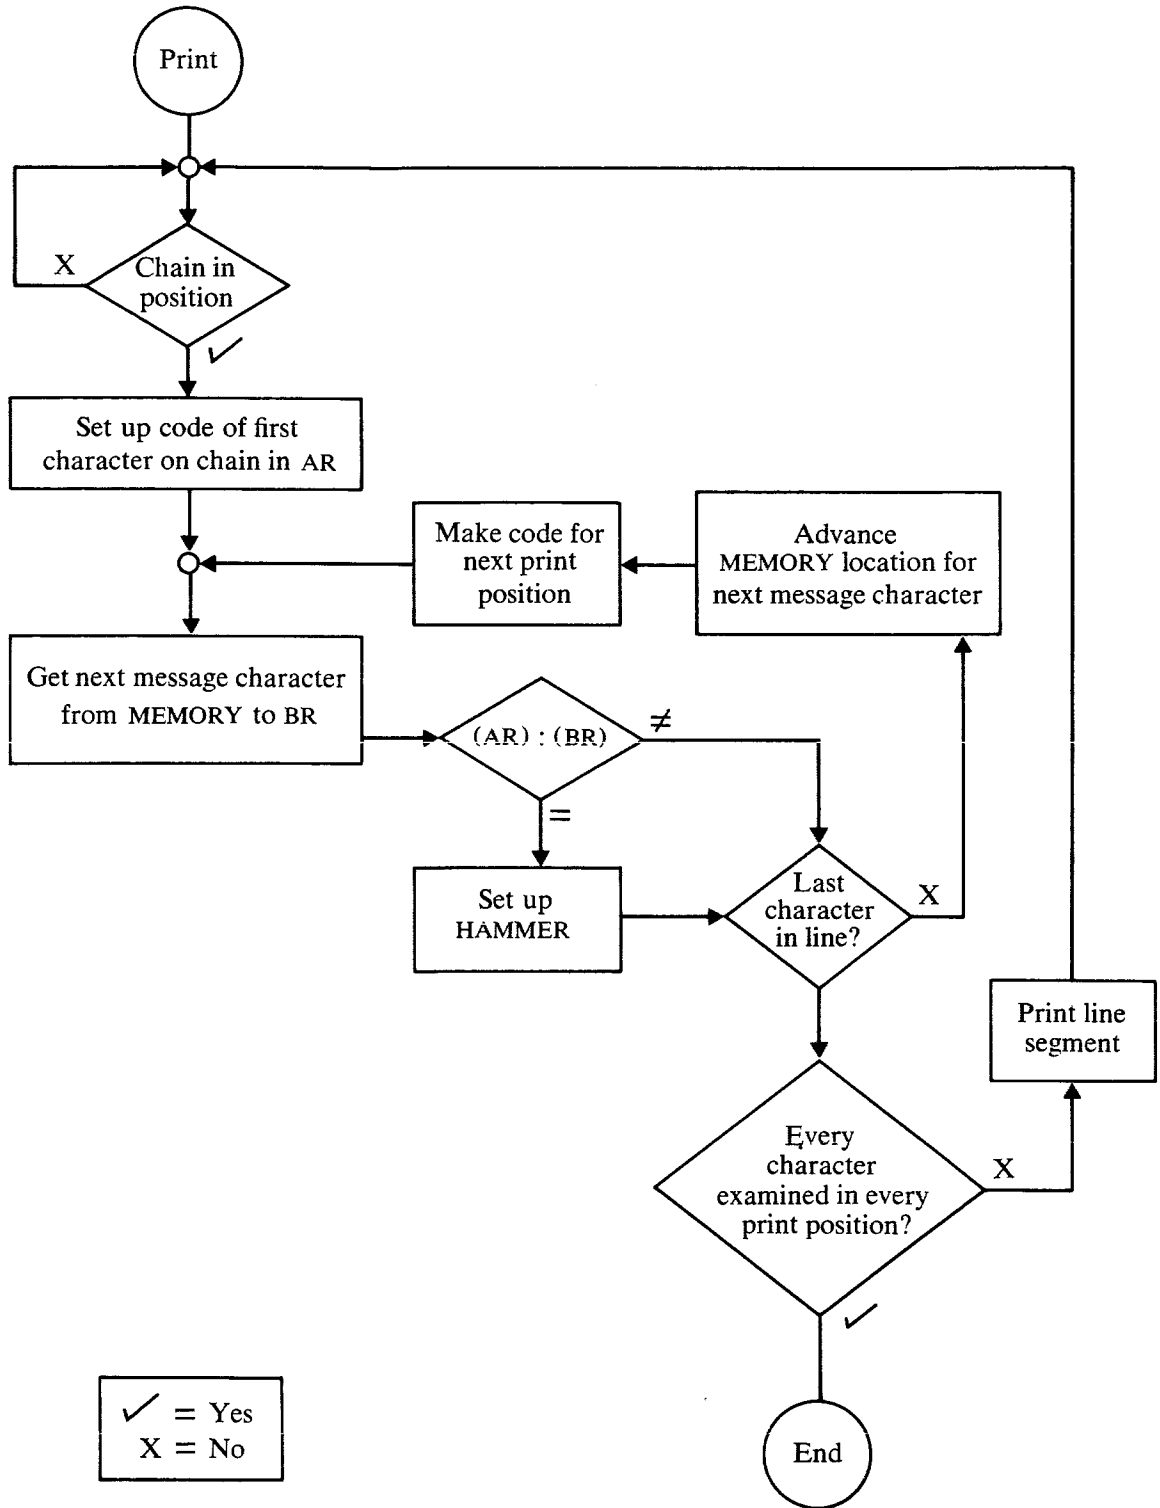 Print
X
Chain in
position
✓
Set up code of first
character on chain in AR
Make code for
next print
position
Advance
MEMORY location for
next message character
Get next message character
from MEMORY to BR
(AR) : (BR)
≠
=
Set up
HAMMER
Last
character
in line?
X
Print line
segment
Every
character
examined in every
print position?
X
✓
End
✓ = Yes
X = No